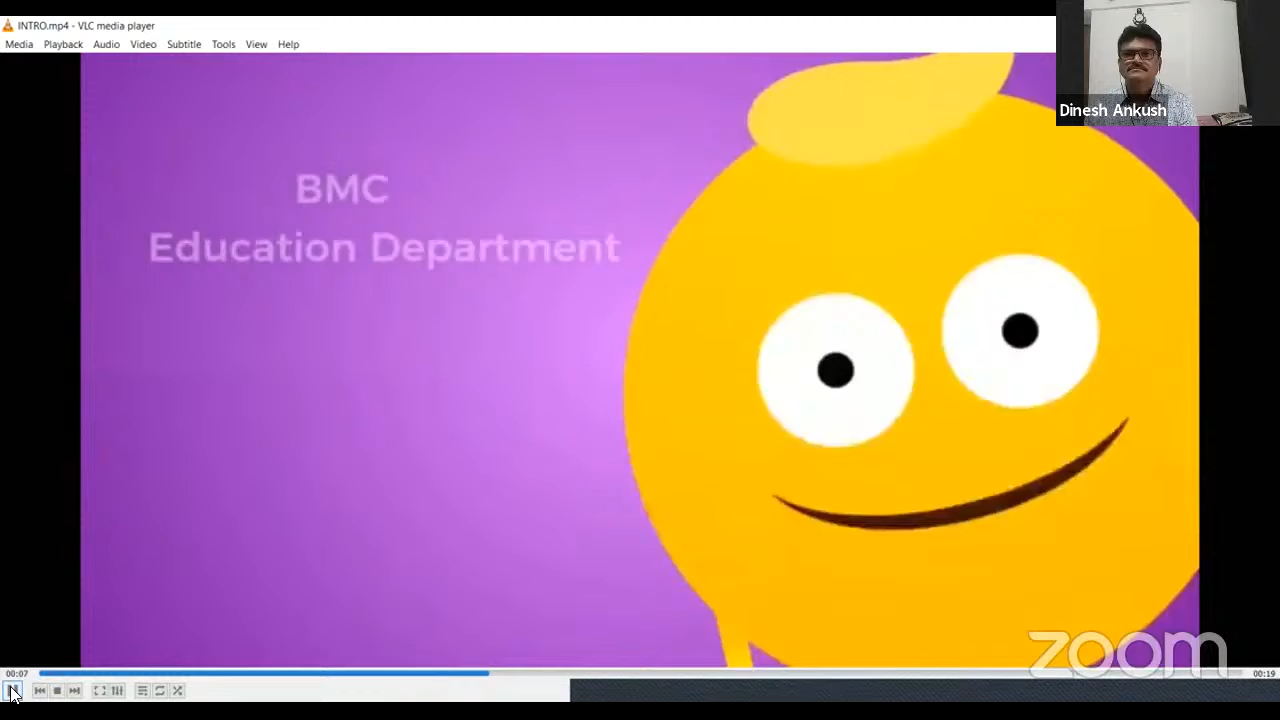 INTRO.mp4 - VLC media player
Media Playback Audio Video Subtitle Tools View Help
Dinesh Ankush
BMC
Education Department
zoom
00:07
00:19